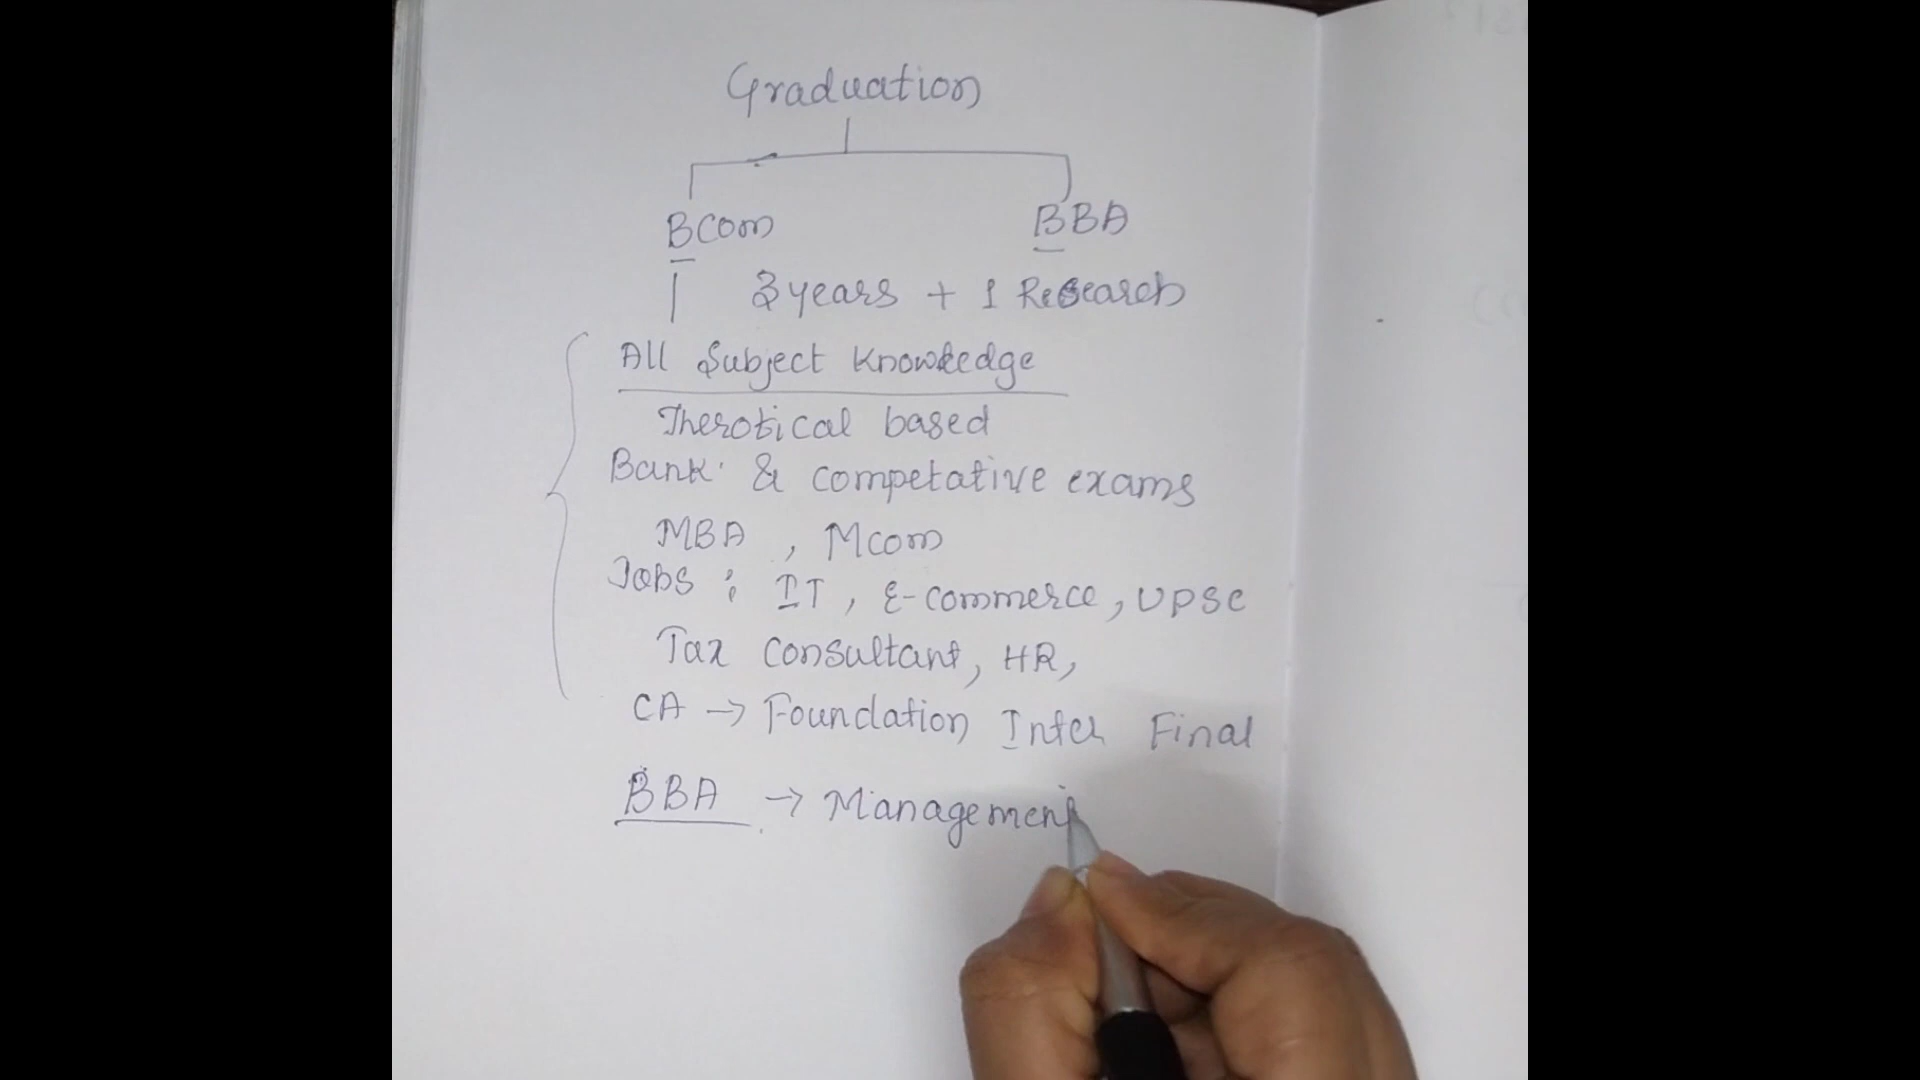 Graduation
BCom BBA
3 years + 1 Research
All Subject Knowledge
Therotical based
Bank & competative exams
MBA, Mcom
Jobs : IT, E-commerce, UPSC
Tax Consultant, HR,
CA → Foundation Inter Final
BBA → Management